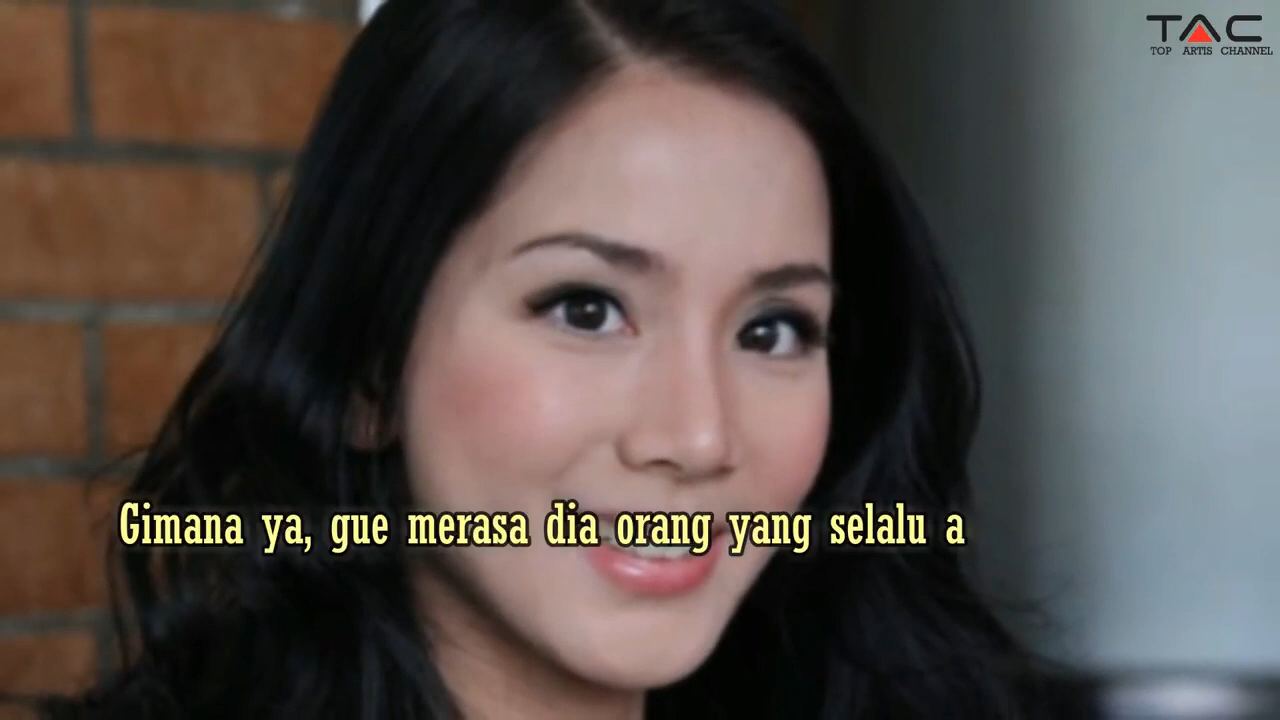 TAC
TOP ARTIS CHANNEL
Gimana ya, gue merasa dia orang yang selalu a